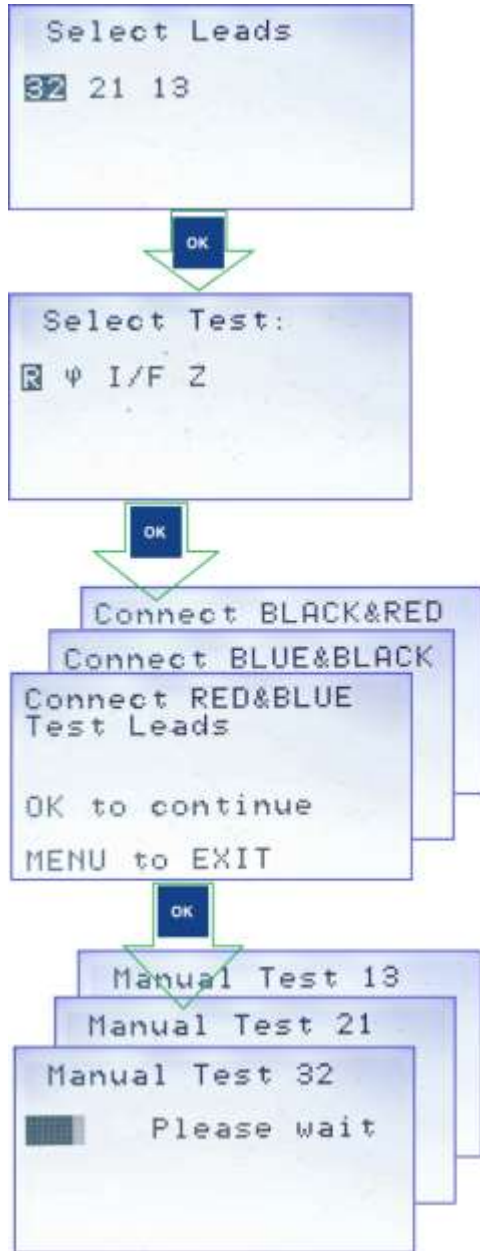 Select Leads
32 21 13
OK
Select Test:
R φ I/F Z
OK
Connect BLACK&RED
Connect BLUE&BLACK
Connect RED&BLUE
Test Leads
OK to continue
MENU to EXIT
OK
Manual Test 13
Manual Test 21
Manual Test 32
Please wait